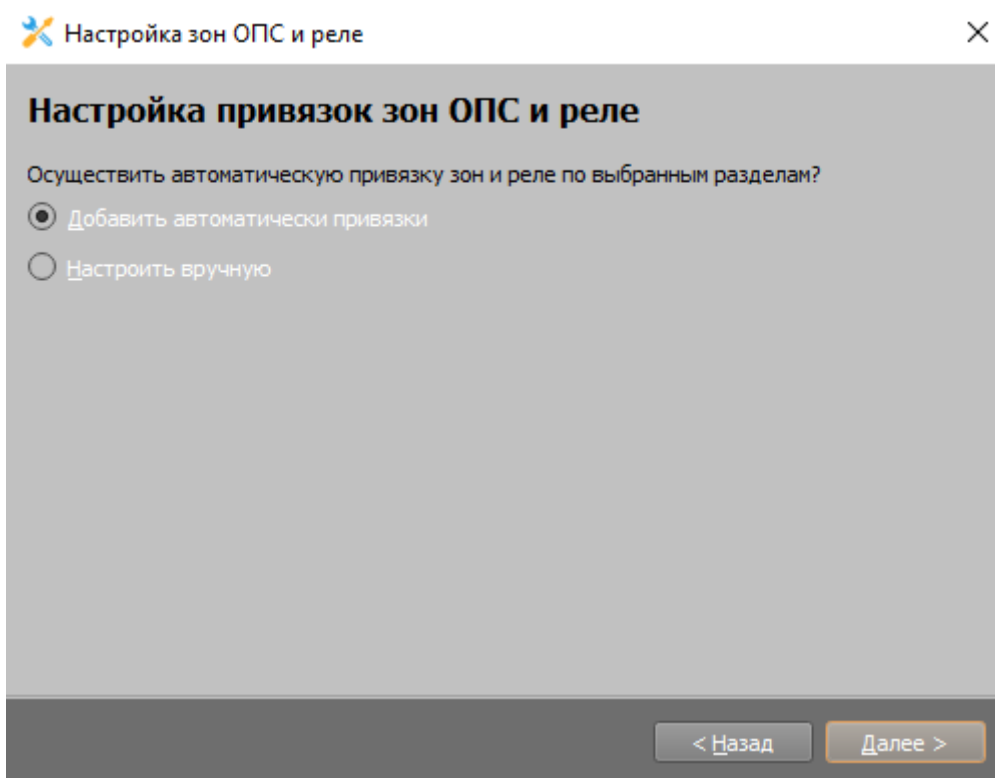 Настройка зон ОПС и реле
Настройка привязок зон ОПС и реле
Осуществить автоматическую привязку зон и реле по выбранным разделам?
Добавить автоматически привязки
Настроить вручную
< Назад
Далее >